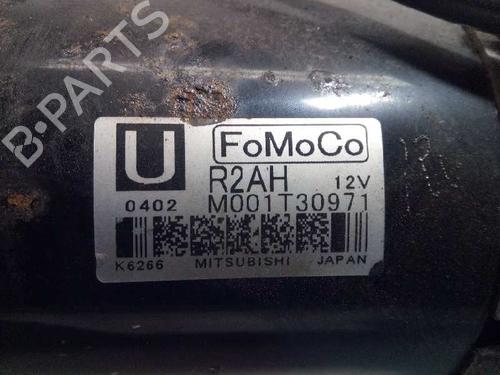 B-PARTS
U
FoMoCo
R2AH 12V
0402 M001T30971
K6266 MITSUBISHI JAPAN